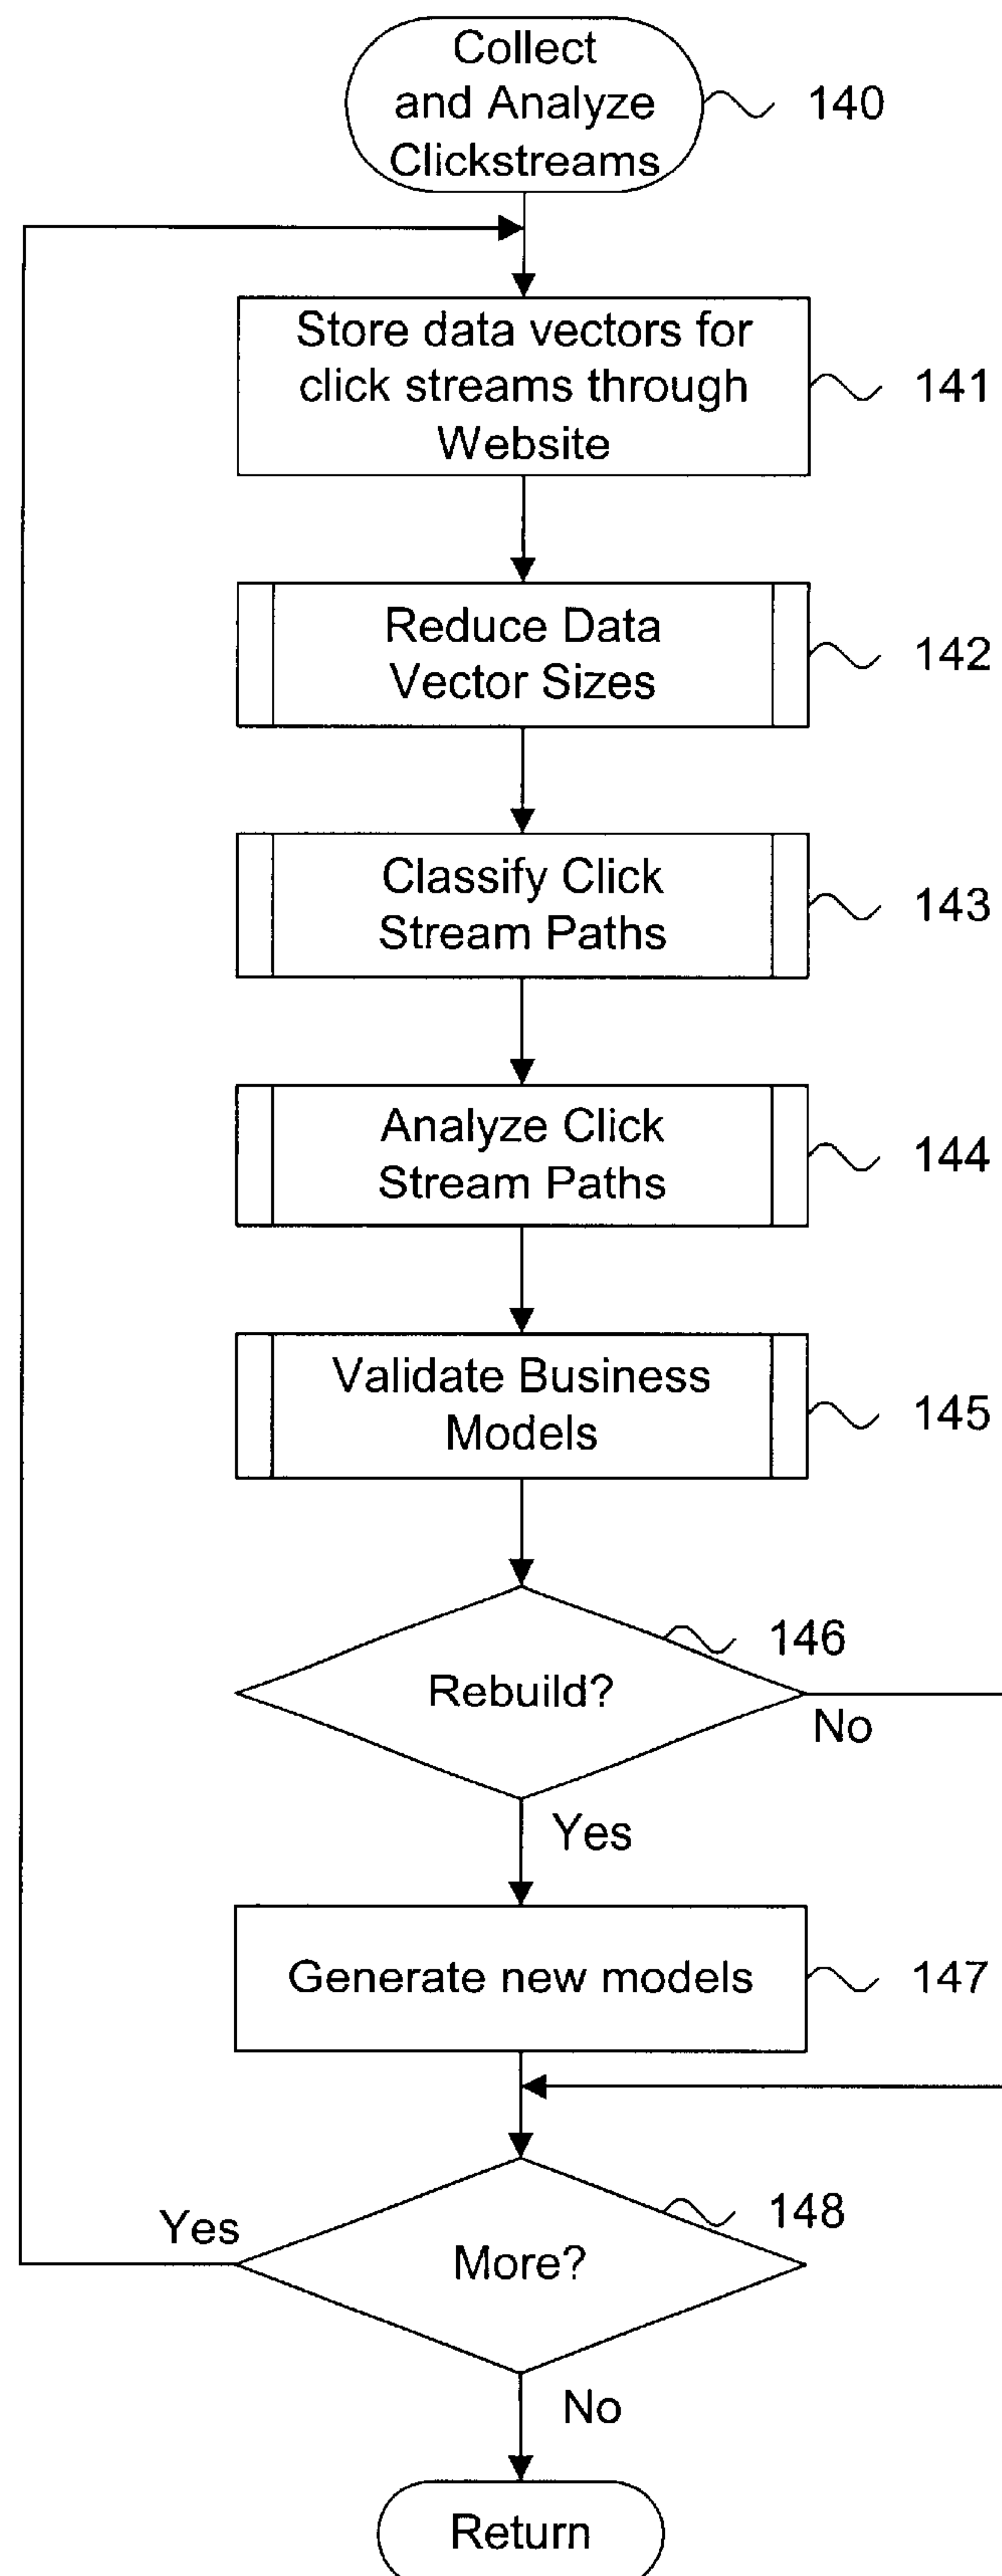 Collect
and Analyze
Clickstreams
140
Store data vectors for
click streams through
Website
141
Reduce Data
Vector Sizes
142
Classify Click
Stream Paths
143
Analyze Click
Stream Paths
144
Validate Business
Models
145
146
Rebuild?
No
Yes
Generate new models
147
148
Yes
More?
No
Return